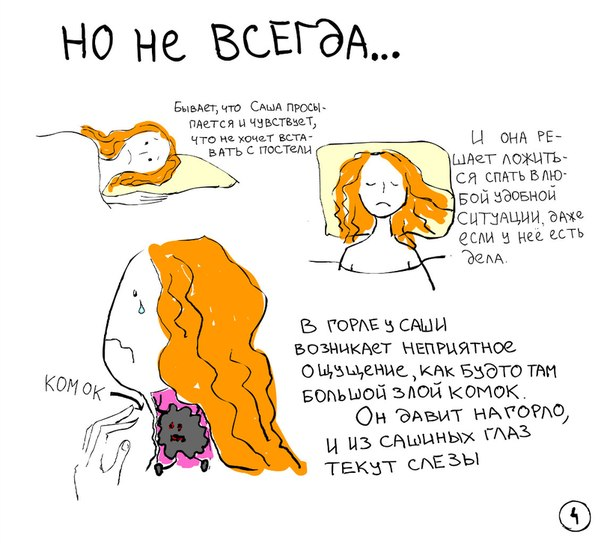 НО НЕ ВСЕГДА...
Бывает, что Саша просы-
пается и чувствует,
что не хочет вста-
вать с постели
И она ре-
шает ложить-
ся спать в лю-
бой удобной
ситуации, даже
если у неё есть
дела.
В горле у Саши
возникает неприятное
ощущение, как будто там
большой злой комок.
Он давит на горло,
и из Сашиных глаз
текут слезы
комок
4